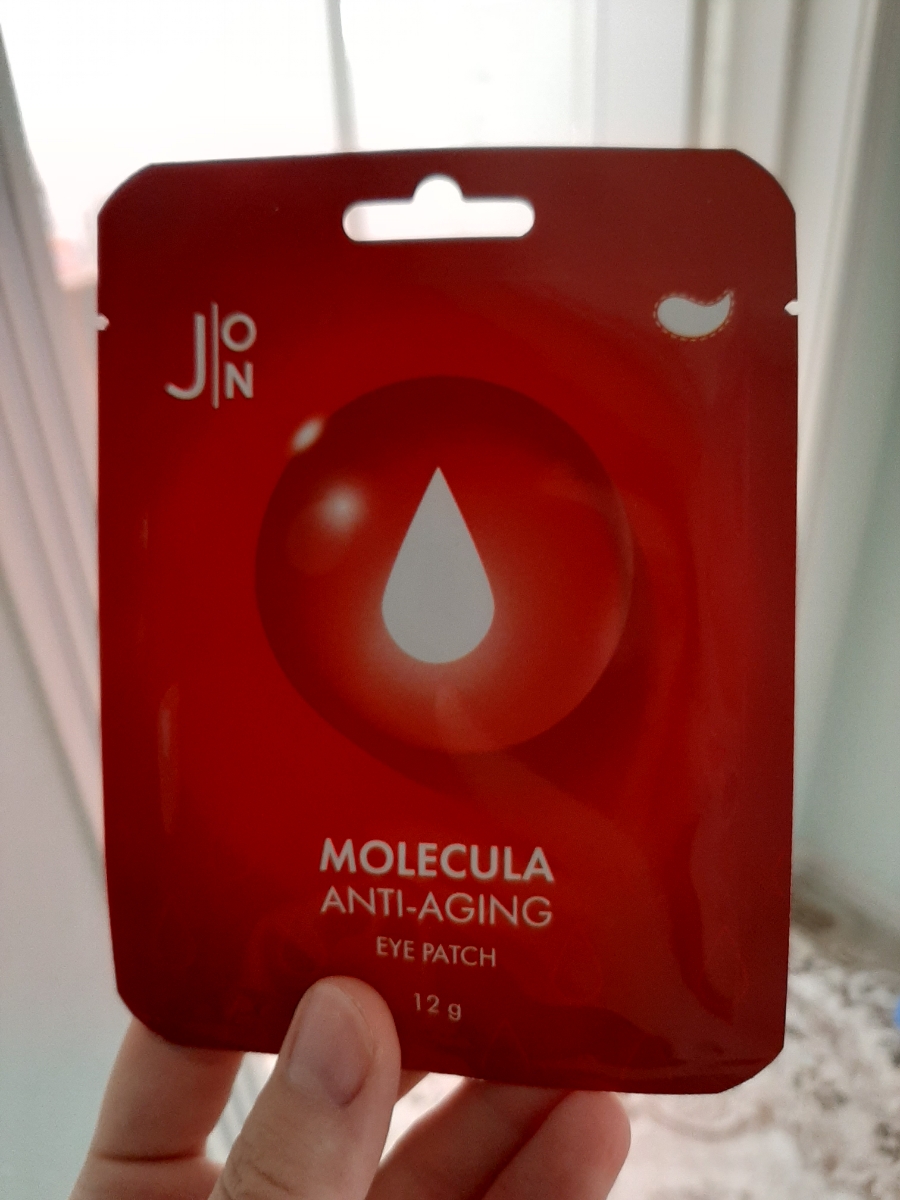 J|ON
MOLECULA
ANTI-AGING
EYE PATCH
12 g